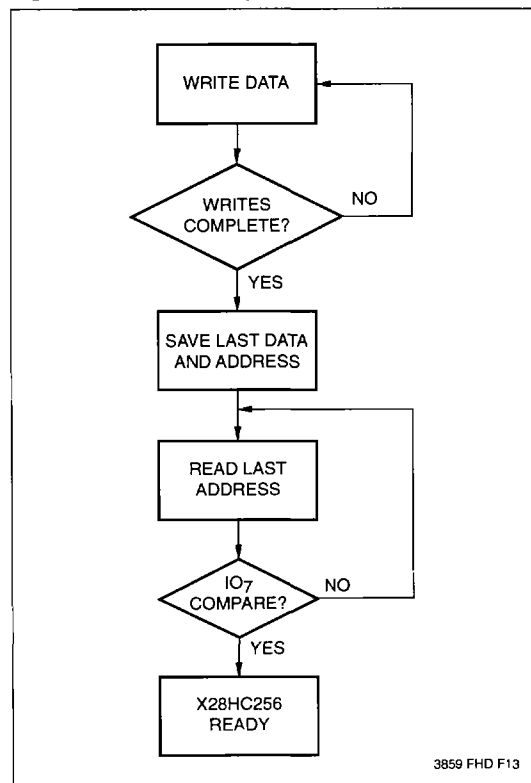 WRITE DATA
WRITES
COMPLETE?
NO
YES
SAVE LAST DATA
AND ADDRESS
READ LAST
ADDRESS
IO₇
COMPARE?
NO
YES
X28HC256
READY
3859 FHD F13